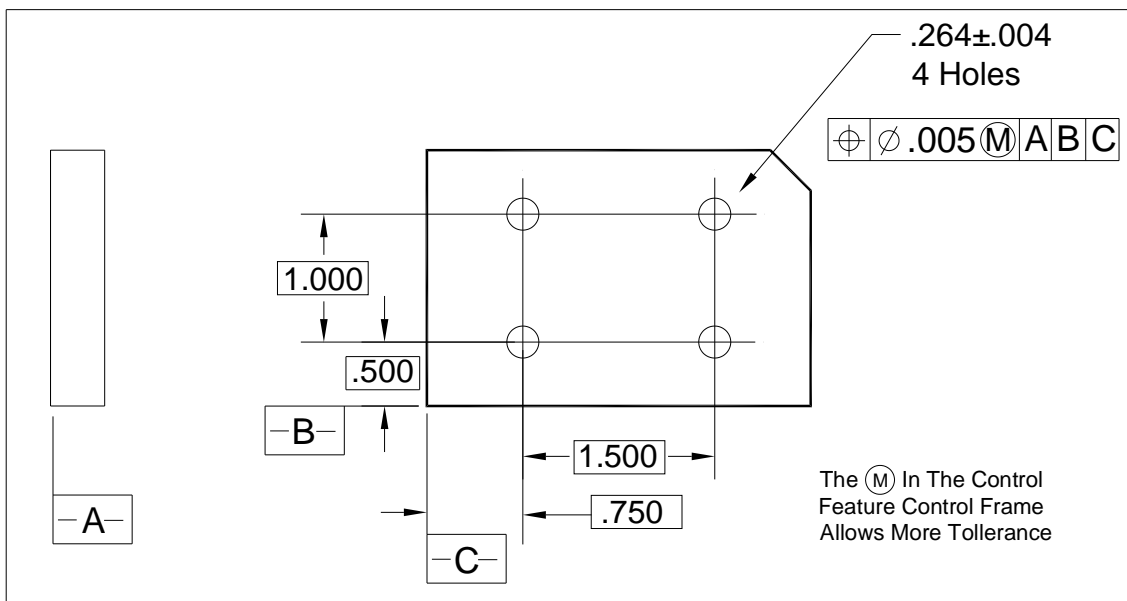 .264±.004
4 Holes
⌖ ⌀ .005 Ⓜ A B C
1.000
.500
-B-
1.500
.750
-A-
-C-
The Ⓜ In The Control
Feature Control Frame
Allows More Tollerance